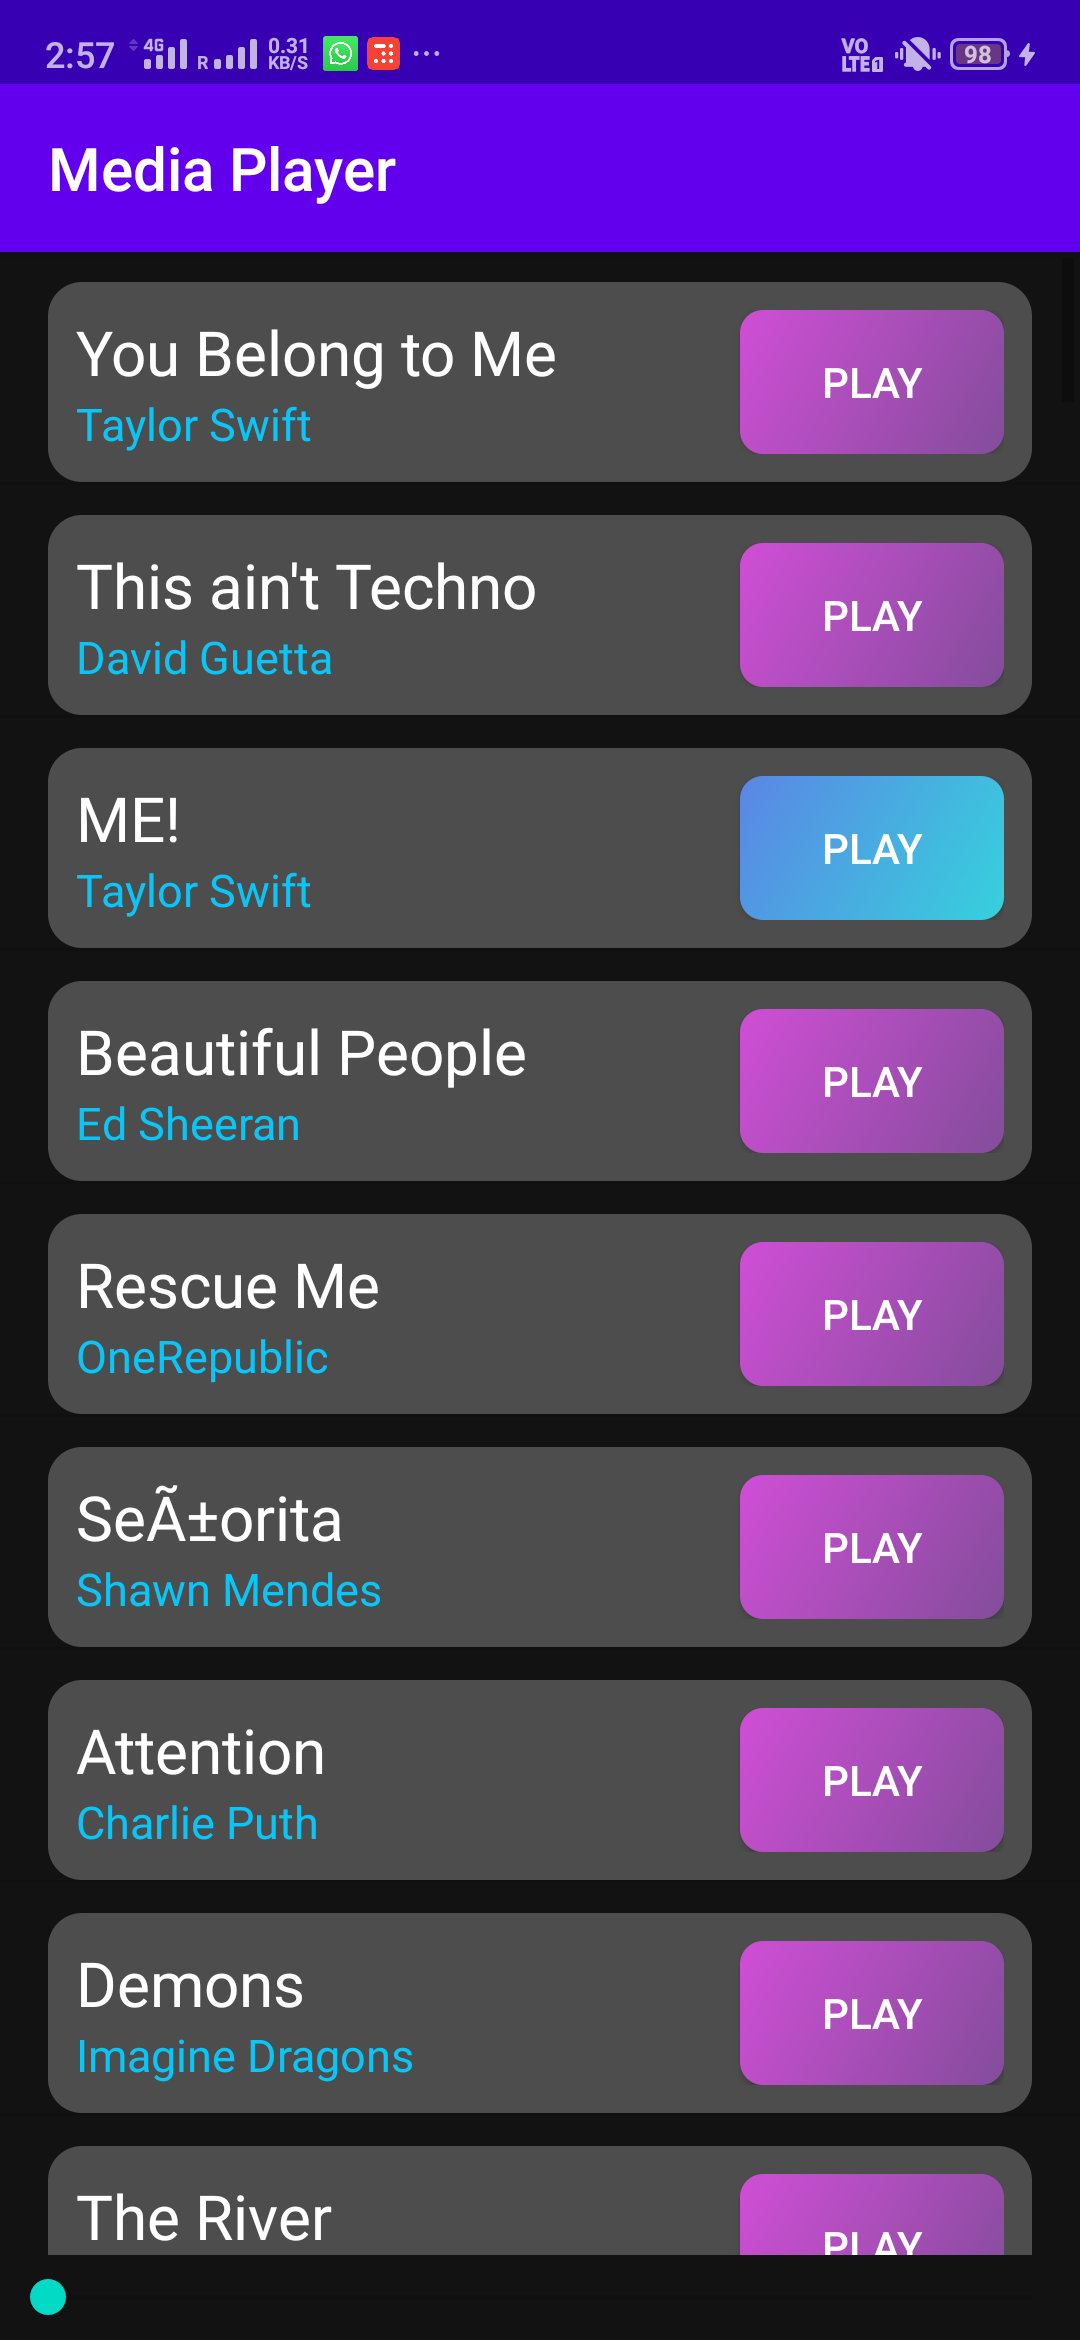 2:57 4G R 0.31 KB/S ... VO LTE 1 98
Media Player
You Belong to Me
Taylor Swift
PLAY
This ain't Techno
David Guetta
PLAY
ME!
Taylor Swift
PLAY
Beautiful People
Ed Sheeran
PLAY
Rescue Me
OneRepublic
PLAY
SeÃ±orita
Shawn Mendes
PLAY
Attention
Charlie Puth
PLAY
Demons
Imagine Dragons
PLAY
The River
PLAY